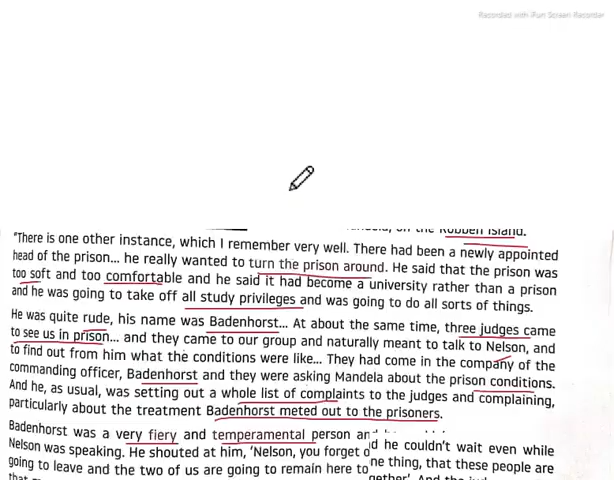 Recorded with iFun Screen Recorder
on the Robben Island.
"There is one other instance, which I remember very well. There had been a newly appointed
head of the prison... he really wanted to turn the prison around. He said that the prison was
too soft and too comfortable and he said it had become a university rather than a prison
and he was going to take off all study privileges and was going to do all sorts of things.
He was quite rude, his name was Badenhorst... At about the same time, three judges came
to see us in prison... and they came to our group and naturally meant to talk to Nelson, and
to find out from him what the conditions were like... They had come in the company of the
commanding officer, Badenhorst and they were asking Mandela about the prison conditions.
And he, as usual, was setting out a whole list of complaints to the judges and complaining,
particularly about the treatment Badenhorst meted out to the prisoners.
Badenhorst was a very fiery and temperamental person and he couldn't wait even while
Nelson was speaking. He shouted at him, 'Nelson, you forget one thing, that these people are
going to leave and the two of us are going to remain here to